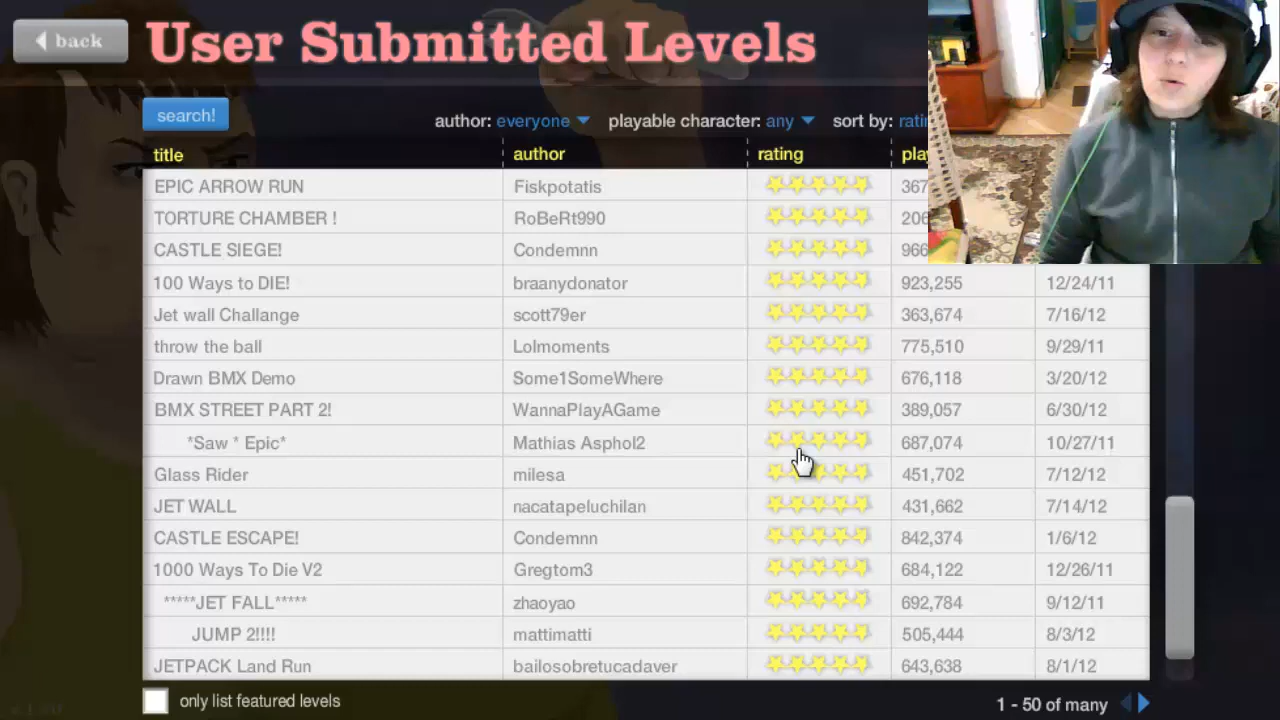 back
User Submitted Levels
search! author: everyone playable character: any sort by:
title author rating
EPIC ARROW RUN Fiskpotatis 367
TORTURE CHAMBER ! RoBeRt990 206
CASTLE SIEGE! Condemnn 966
100 Ways to DIE! braanydonator 923,255 12/24/11
Jet wall Challange scott79er 363,674 7/16/12
throw the ball Lolmoments 775,510 9/29/11
Drawn BMX Demo Some1SomeWhere 676,118 3/20/12
BMX STREET PART 2! WannaPlayAGame 389,057 6/30/12
*Saw * Epic* Mathias Asphol2 687,074 10/27/11
Glass Rider milesa 451,702 7/12/12
JET WALL nacatapeluchilan 431,662 7/14/12
CASTLE ESCAPE! Condemnn 842,374 1/6/12
1000 Ways To Die V2 Gregtom3 684,122 12/26/11
*****JET FALL***** zhaoyao 692,784 9/12/11
JUMP 2!!!! mattimatti 505,444 8/3/12
JETPACK Land Run bailosobretucadaver 643,638 8/1/12
only list featured levels 1 - 50 of many